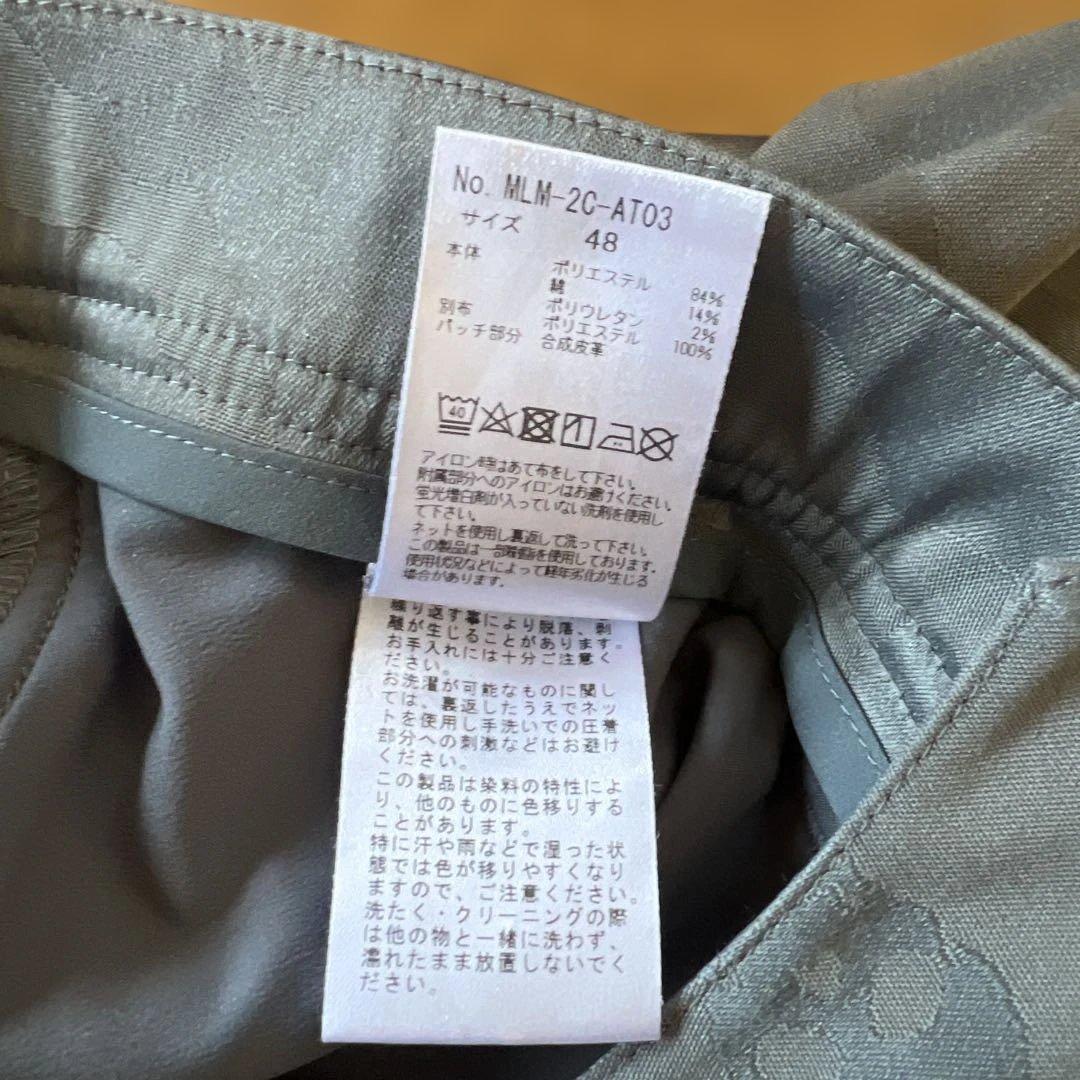 No. MLM-2C-AT03
サイズ 48
本体 ポリエステル 84%
綿 14%
ポリウレタン 2%
別布 ポリエステル 100%
パッチ部分 合成皮革
40
アイロン時はあて布をして下さい。
附属部分へのアイロンはお避けください。
蛍光増白剤が入っていない洗剤を使用し
て下さい。
ネットを使用し裏返して洗って下さい。
この製品は一部樹脂を使用しております。
使用状況などによって経年劣化が生じる
場合があります。
繰り返す事により脱落、剥
離が生じることがあります。
お手入れには十分ご注意く
ださい。
お洗濯が可能なものに関し
ては、裏返したうえでネッ
トを使用し手洗いでの圧着
部分への刺激などはお避け
ください。
この製品は染料の特性によ
り、他のものに色移りする
ことがあります。
特に汗や雨などで湿った状
態では色が移りやすくなり
ますので、ご注意ください。
洗たく・クリーニングの際
は他の物と一緒に洗わず、
濡れたまま放置しないでく
ださい。